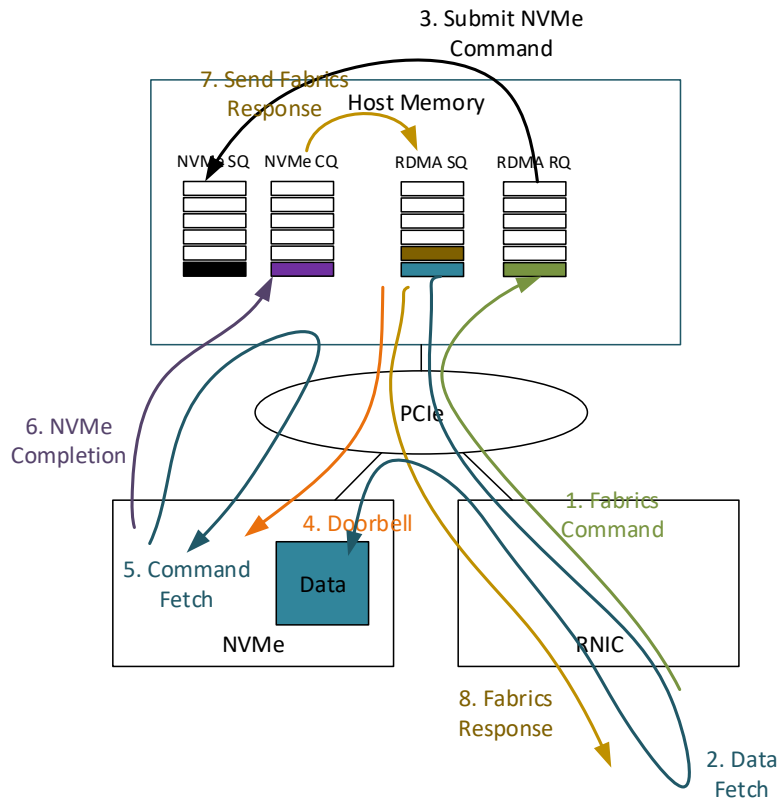 3. Submit NVMe
Command
7. Send Fabrics
Response
Host Memory
NVMe SQ
NVMe CQ
RDMA SQ
RDMA RQ
PCIe
6. NVMe
Completion
1. Fabrics
Command
4. Doorbell
5. Command
Fetch
Data
NVMe
RNIC
8. Fabrics
Response
2. Data
Fetch